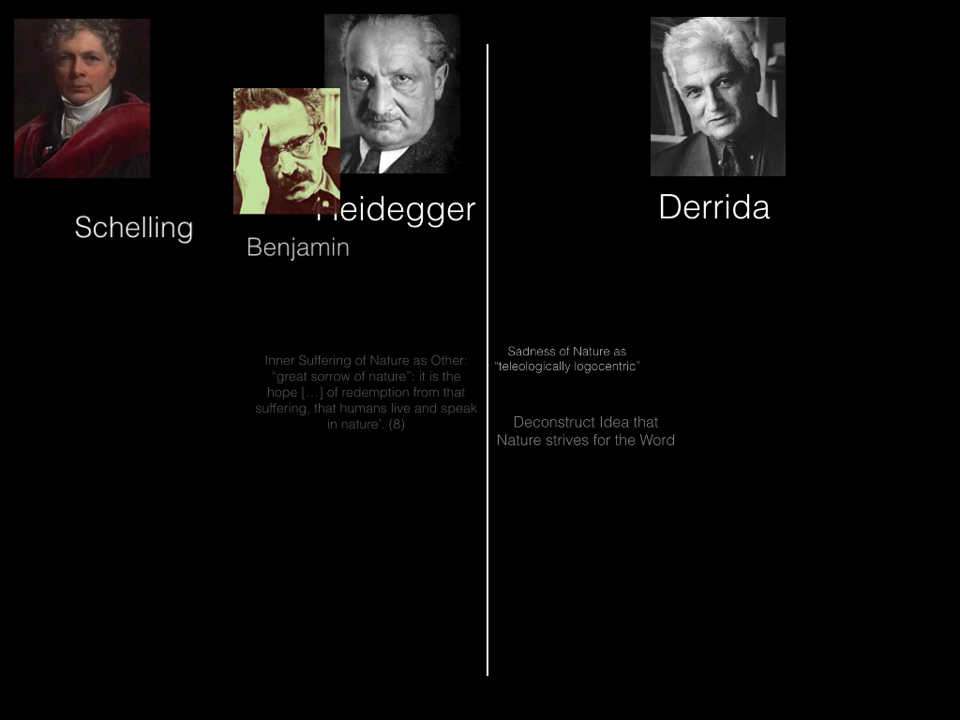 Schelling
Heidegger
Benjamin
Derrida
Inner Suffering of Nature as Other:
“great sorrow of nature”: it is the
hope […] of redemption from that
suffering, that humans live and speak
in nature’. (8)
Sadness of Nature as
“teleologically logocentric”
Deconstruct Idea that
Nature strives for the Word